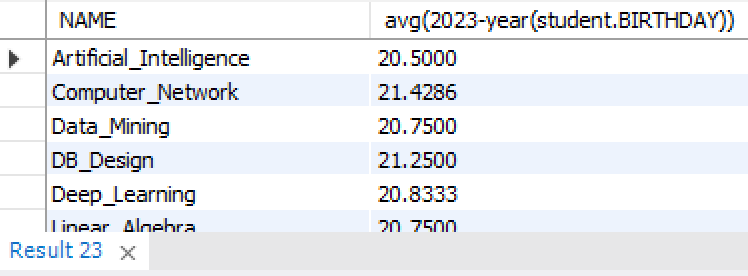 NAME avg(2023-year(student.BIRTHDAY))
Artificial_Intelligence 20.5000
Computer_Network 21.4286
Data_Mining 20.7500
DB_Design 21.2500
Deep_Learning 20.8333
Linear_Algebra 20.7500
Result 23